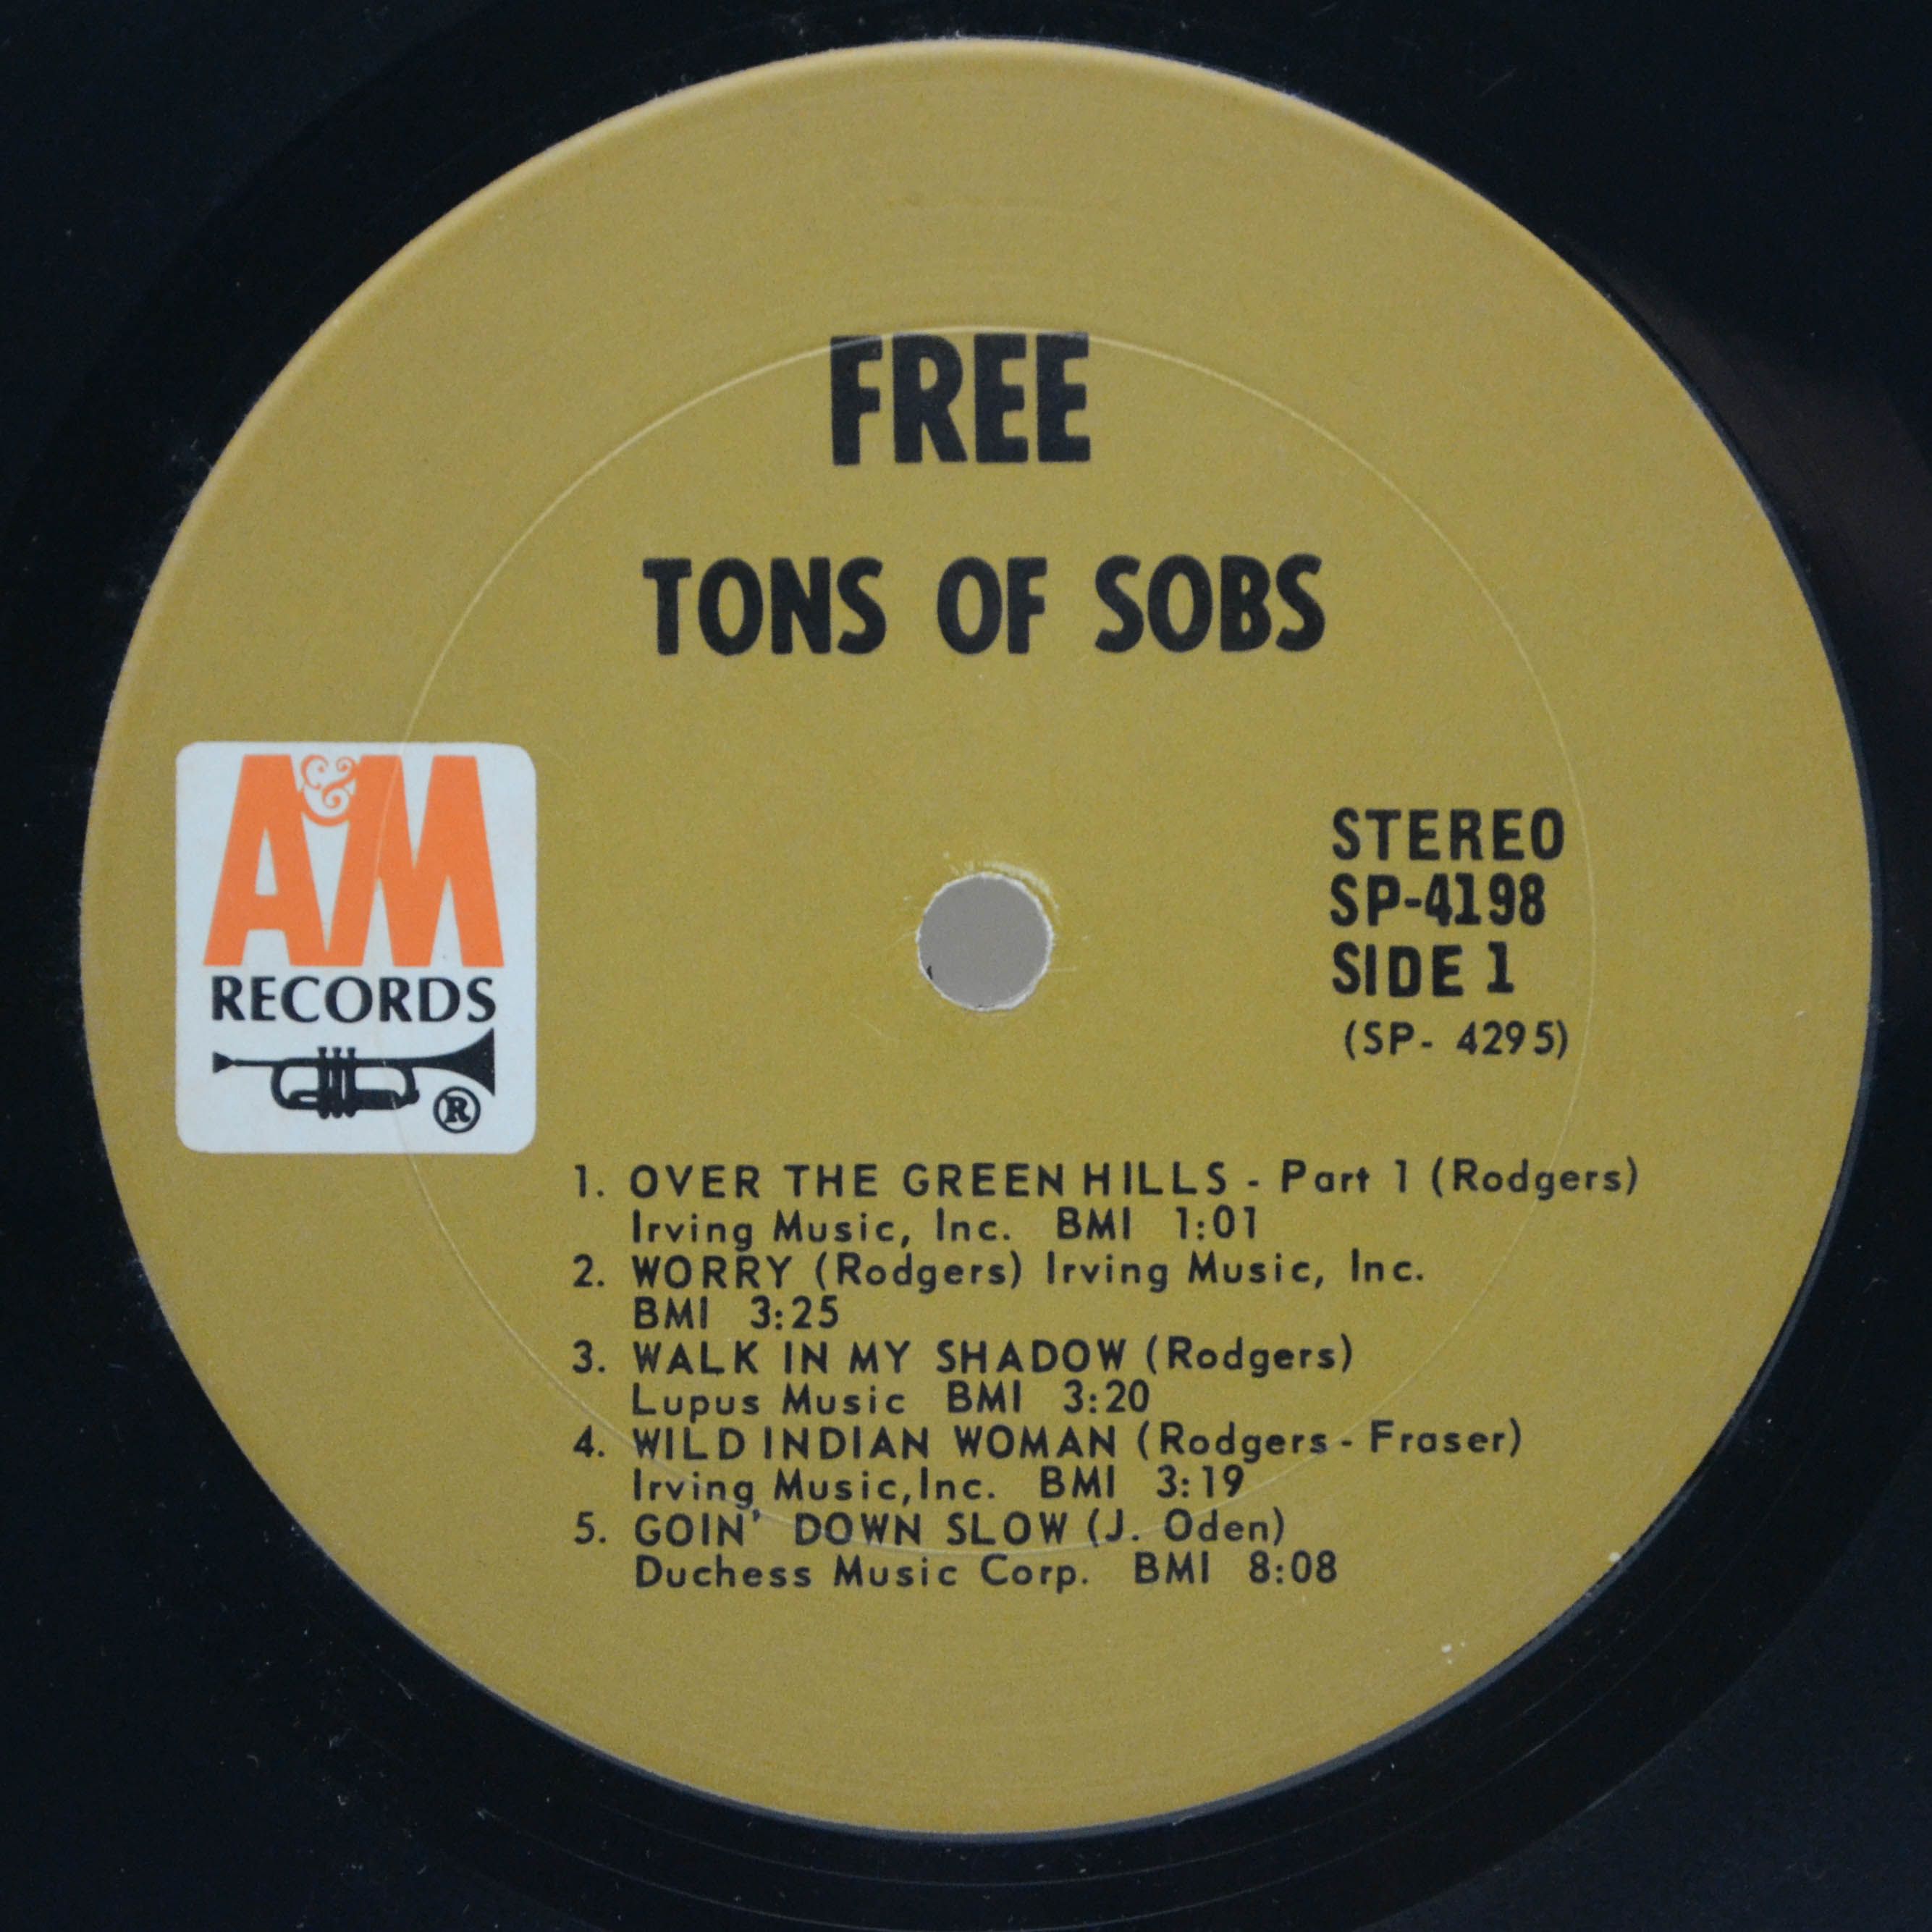 FREE
TONS OF SOBS
A&M
RECORDS
®
STEREO
SP-4198
SIDE 1
(SP- 4295)
1. OVER THE GREEN HILLS - Part 1 (Rodgers)
Irving Music, Inc. BMI 1:01
2. WORRY (Rodgers) Irving Music, Inc.
BMI 3:25
3. WALK IN MY SHADOW (Rodgers)
Lupus Music BMI 3:20
4. WILD INDIAN WOMAN (Rodgers - Fraser)
Irving Music,Inc. BMI 3:19
5. GOIN' DOWN SLOW (J. Oden)
Duchess Music Corp. BMI 8:08